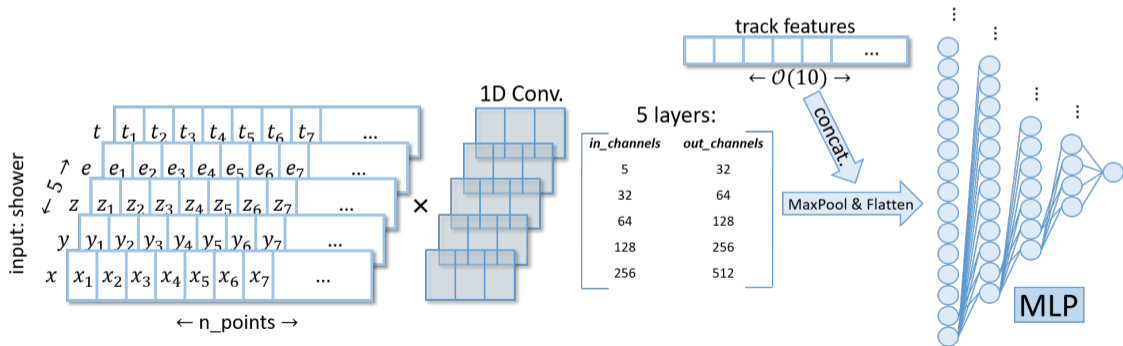 track features
...
← 𝒪(10) →
1D Conv.
5 layers:
in_channels out_channels
5 32
32 64
64 128
128 256
256 512
concat.
MaxPool & Flatten
input: shower
← 5 →
t t₁ t₂ t₃ t₄ t₅ t₆ t₇ ...
e e₁ e₂ e₃ e₄ e₅ e₆ e₇ ...
z z₁ z₂ z₃ z₄ z₅ z₆ z₇ ...
y y₁ y₂ y₃ y₄ y₅ y₆ y₇ ...
x x₁ x₂ x₃ x₄ x₅ x₆ x₇ ...
×
← n_points →
...
...
...
...
MLP